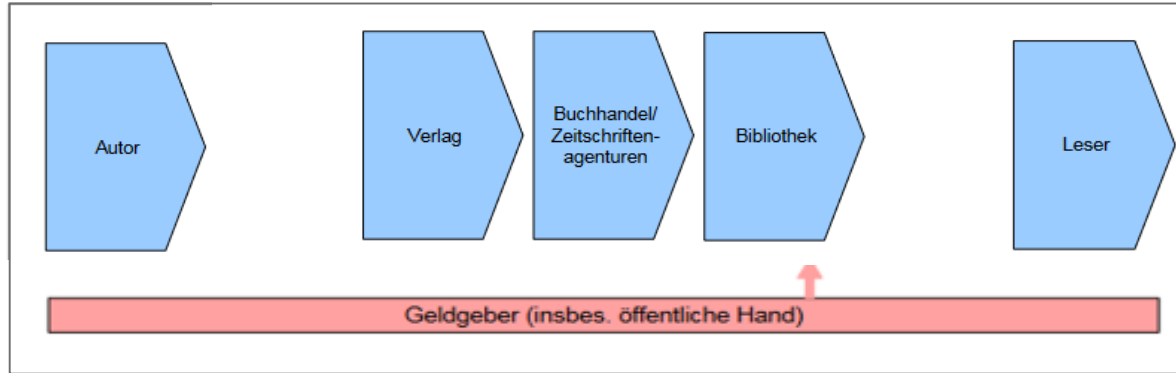 Autor
Verlag
Buchhandel/
Zeitschriften-
agenturen
Bibliothek
Leser
Geldgeber (insbes. öffentliche Hand)